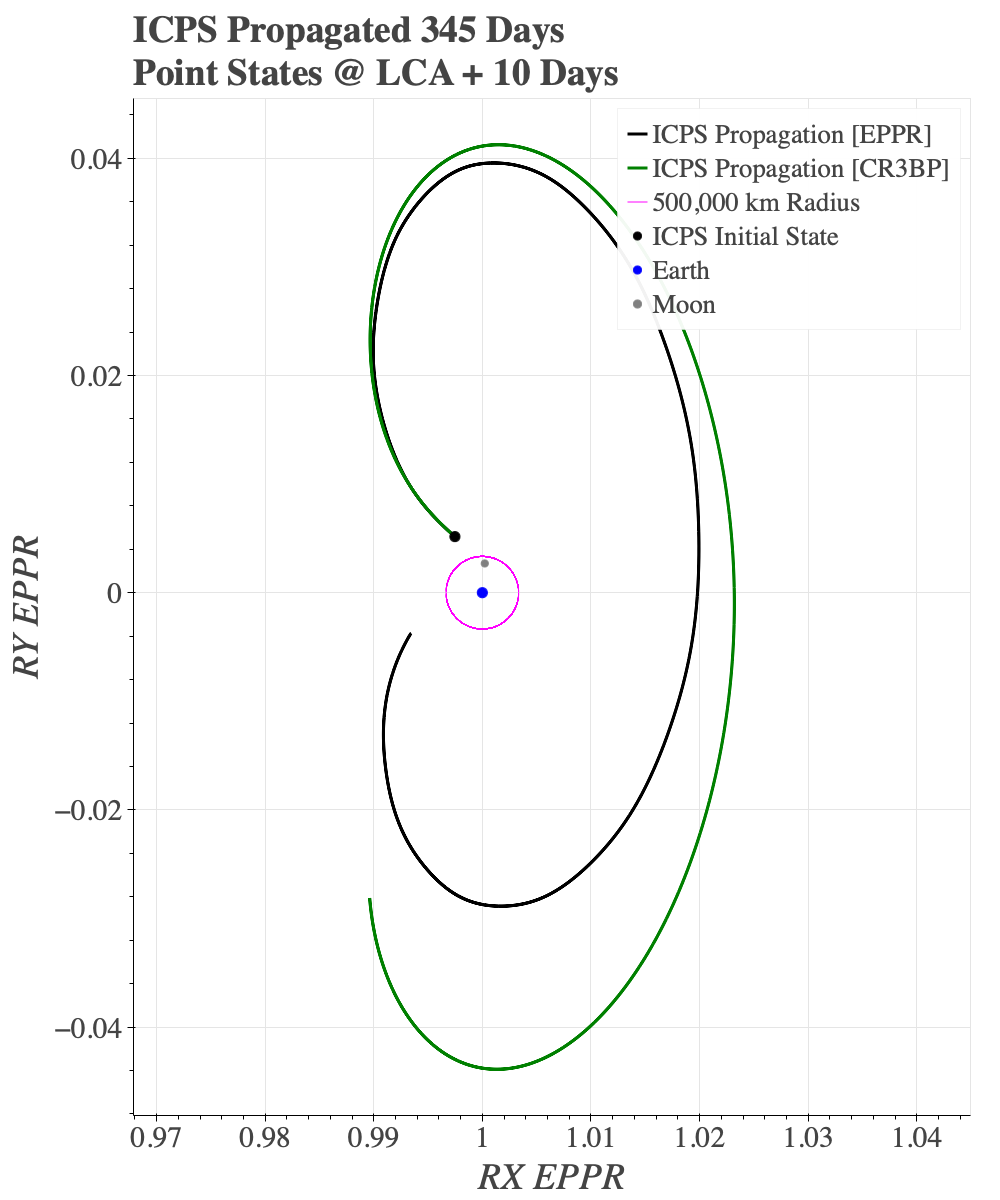 ICPS Propagated 345 Days
Point States @ LCA + 10 Days
ICPS Propagation [EPPR]
ICPS Propagation [CR3BP]
500,000 km Radius
ICPS Initial State
Earth
Moon
0.04
0.02
0
−0.02
−0.04
RY EPPR
0.97
0.98
0.99
1
1.01
1.02
1.03
1.04
RX EPPR